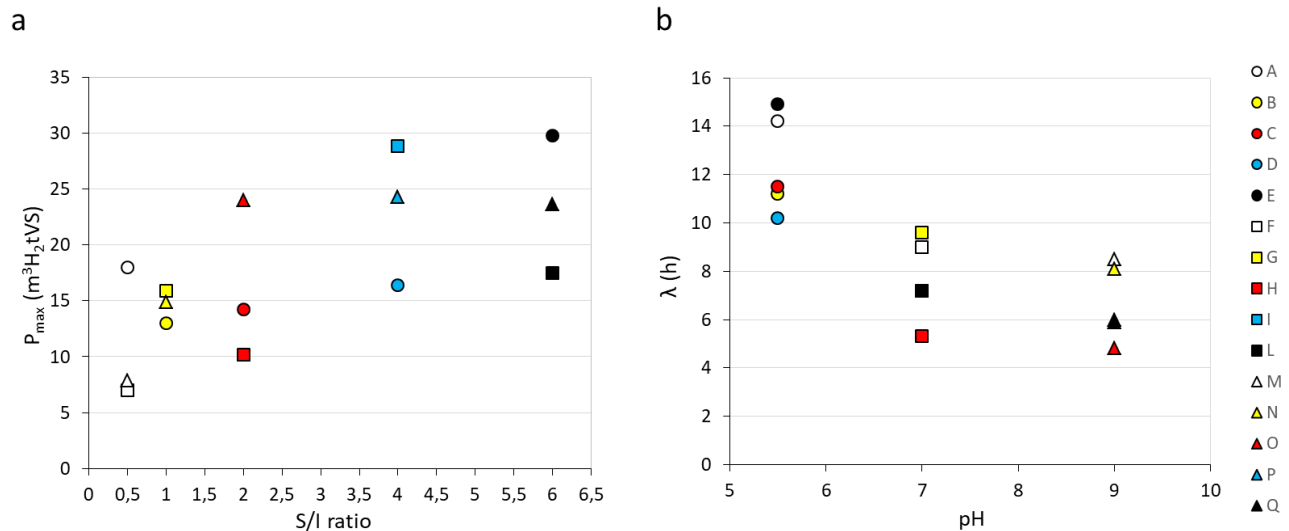 a
35
30
25
20
15
10
5
0
P_max (m³H₂tVS)
0 0,5 1 1,5 2 2,5 3 3,5 4 4,5 5 5,5 6 6,5
S/I ratio
b
16
14
12
10
8
6
4
2
0
λ (h)
5 6 7 8 9 10
pH
A
B
C
D
E
F
G
H
I
L
M
N
O
P
Q